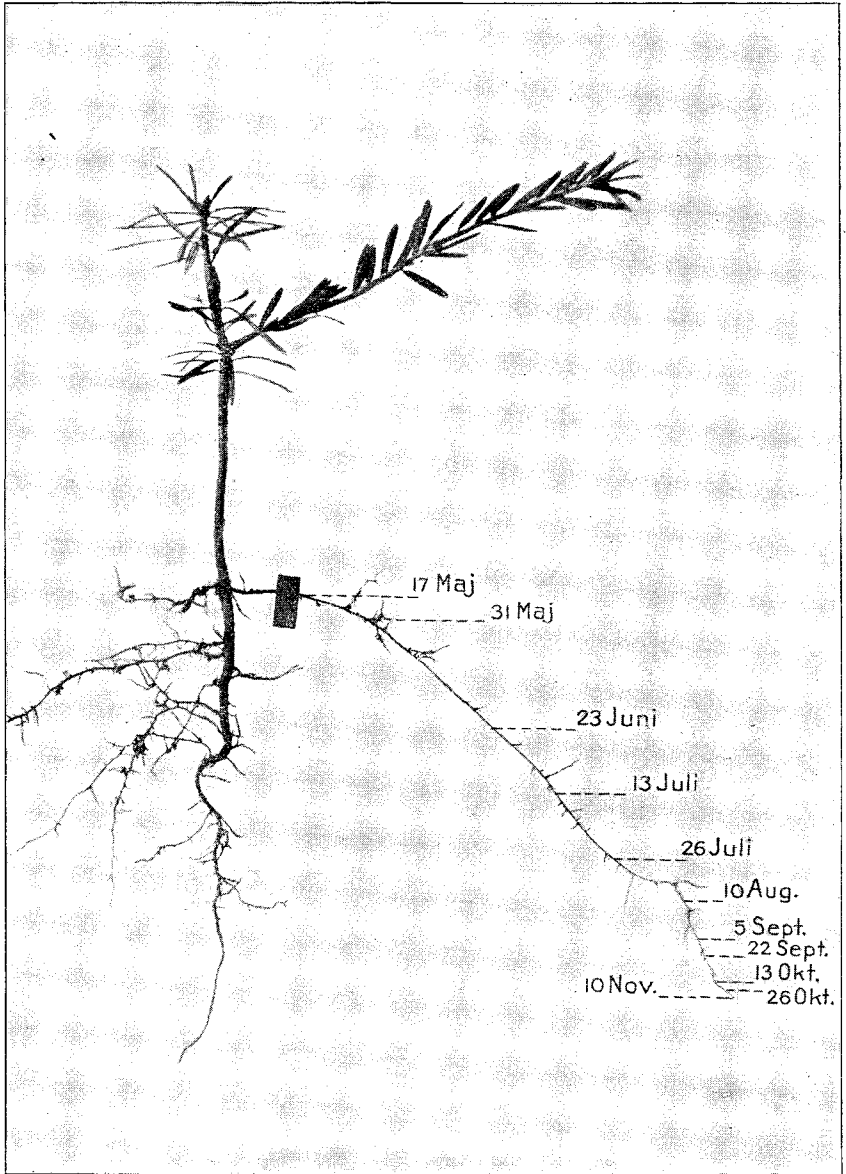 17 Maj
31 Maj
23 Juni
13 Juli
26 Juli
10 Aug.
5 Sept.
22 Sept.
13 Okt.
26 Okt.
10 Nov.